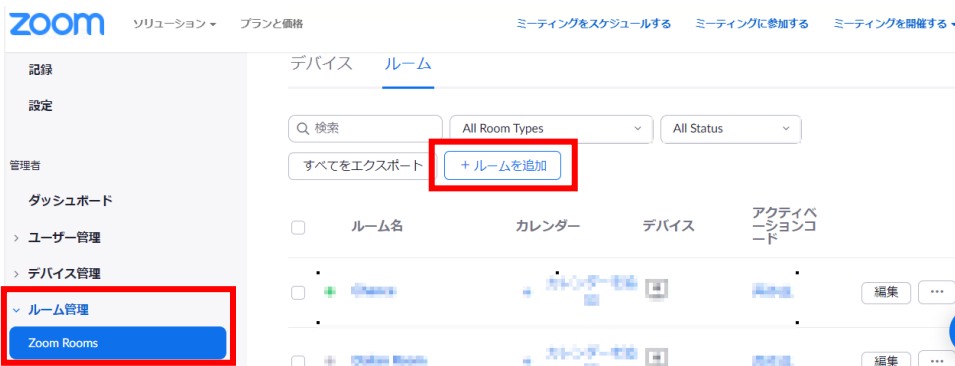 zoom ソリューション プランと価格 ミーティングをスケジュールする ミーティングに参加する ミーティングを開催する
記録
設定
管理者
ダッシュボード
ユーザー管理
デバイス管理
ルーム管理
Zoom Rooms
デバイス ルーム
検索 All Room Types All Status
すべてをエクスポート + ルームを追加
ルーム名 カレンダー デバイス アクティベ
ーションコ
ード
編集 ...
編集 ...